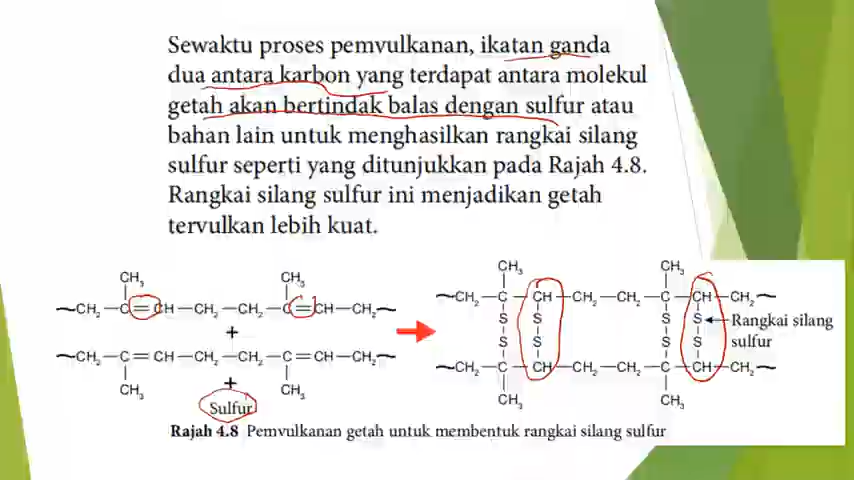 Sewaktu proses pemvulkanan, ikatan ganda
dua antara karbon yang terdapat antara molekul
getah akan bertindak balas dengan sulfur atau
bahan lain untuk menghasilkan rangkai silang
sulfur seperti yang ditunjukkan pada Rajah 4.8.
Rangkai silang sulfur ini menjadikan getah
tervulkan lebih kuat.
CH₃ CH₃
~CH₂—C=CH—CH₂—CH₂—C=CH—CH₂~
+
~CH₂—C=CH—CH₂—CH₂—C=CH—CH₂~
CH₃ CH₃
+
Sulfur
CH₃ CH₃
~CH₂—C—CH—CH₂—CH₂—C—CH—CH₂~
S S S S
S S S S
Rangkai silang
sulfur
~CH₂—C—CH—CH₂—CH₂—C—CH—CH₂~
CH₃ CH₃
Rajah 4.8 Pemvulkanan getah untuk membentuk rangkai silang sulfur